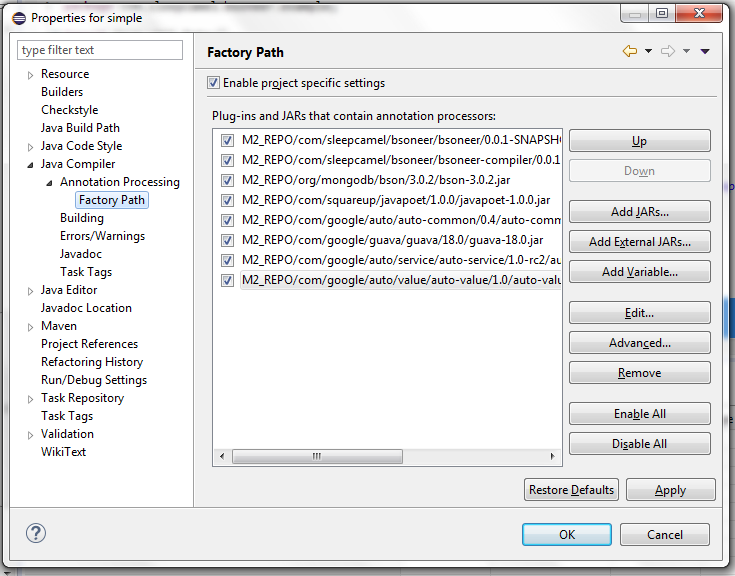 Properties for simple
type filter text
Resource
Builders
Checkstyle
Java Build Path
Java Code Style
Java Compiler
Annotation Processing
Factory Path
Building
Errors/Warnings
Javadoc
Task Tags
Java Editor
Javadoc Location
Maven
Project References
Refactoring History
Run/Debug Settings
Task Repository
Task Tags
Validation
WikiText
Factory Path
Enable project specific settings
Plug-ins and JARs that contain annotation processors:
M2_REPO/com/sleepcamel/bsoneer/bsoneer/0.0.1-SNAPSH
M2_REPO/com/sleepcamel/bsoneer/bsoneer-compiler/0.0.1
M2_REPO/org/mongodb/bson/3.0.2/bson-3.0.2.jar
M2_REPO/com/squareup/javapoet/1.0.0/javapoet-1.0.0.jar
M2_REPO/com/google/auto/auto-common/0.4/auto-comm
M2_REPO/com/google/guava/guava/18.0/guava-18.0.jar
M2_REPO/com/google/auto/service/auto-service/1.0-rc2/au
M2_REPO/com/google/auto/value/auto-value/1.0/auto-valu
Up
Down
Add JARs...
Add External JARs...
Add Variable...
Edit...
Advanced...
Remove
Enable All
Disable All
Restore Defaults
Apply
OK
Cancel